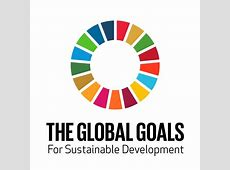 THE GLOBAL GOALS
For Sustainable Development